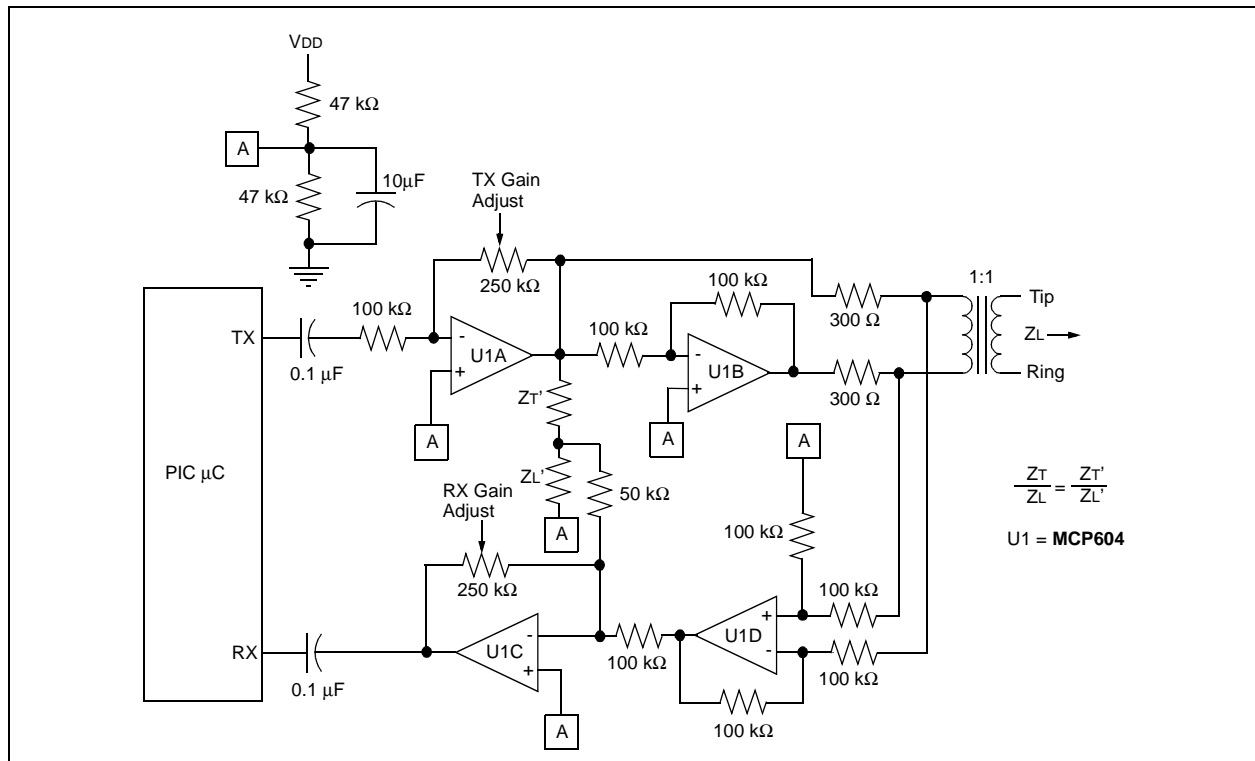 VDD
47 kΩ
A
47 kΩ
10μF
TX Gain
Adjust
250 kΩ
100 kΩ
TX
0.1 μF
-
U1A
+
A
100 kΩ
100 kΩ
-
U1B
+
A
300 Ω
300 Ω
1:1
Tip
ZL
Ring
PIC μC
ZT'
ZL'
A
50 kΩ
A
100 kΩ
ZT
ZL
=
ZT'
ZL'
U1 = MCP604
RX Gain
Adjust
250 kΩ
RX
0.1 μF
-
U1C
+
A
100 kΩ
+
U1D
-
100 kΩ
100 kΩ
100 kΩ